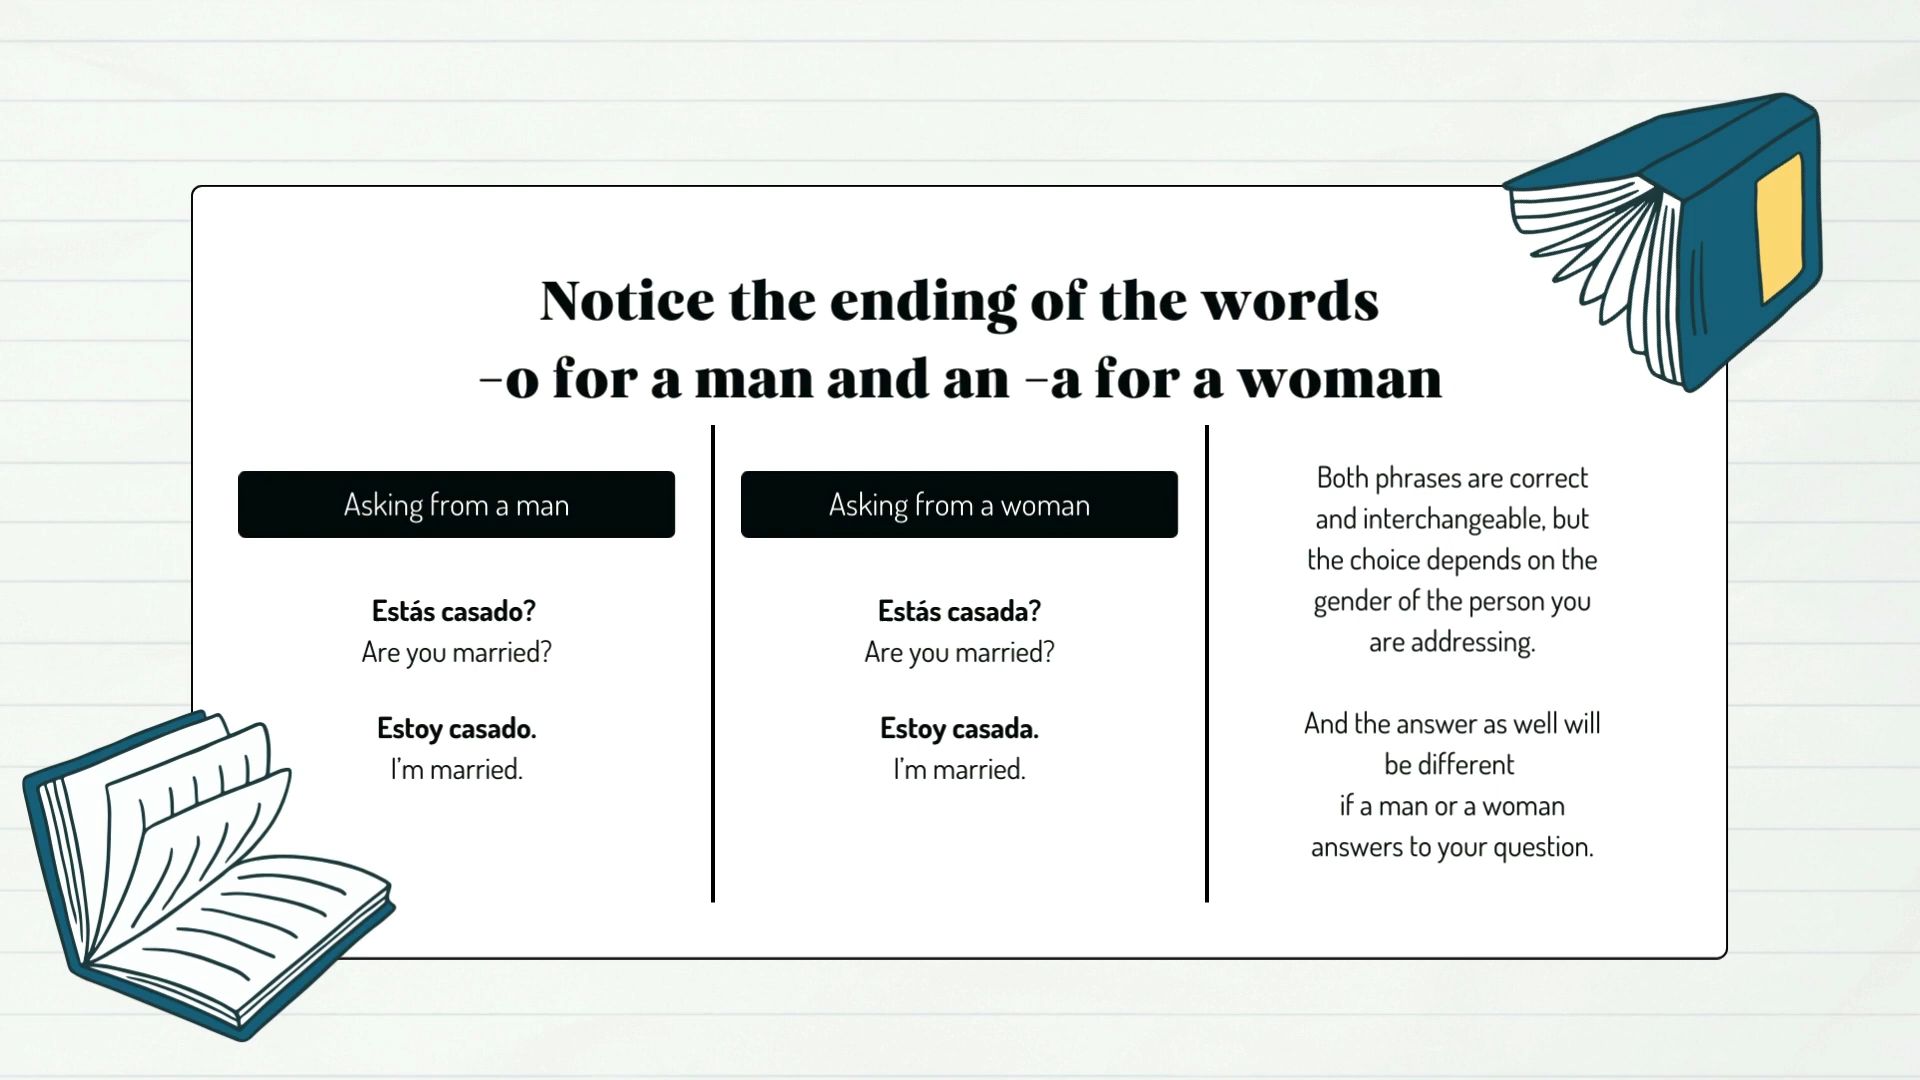 Notice the ending of the words
-o for a man and an -a for a woman
Asking from a man
Estás casado?
Are you married?
Estoy casado.
I'm married.
Asking from a woman
Estás casada?
Are you married?
Estoy casada.
I'm married.
Both phrases are correct
and interchangeable, but
the choice depends on the
gender of the person you
are addressing.
And the answer as well will
be different
if a man or a woman
answers to your question.